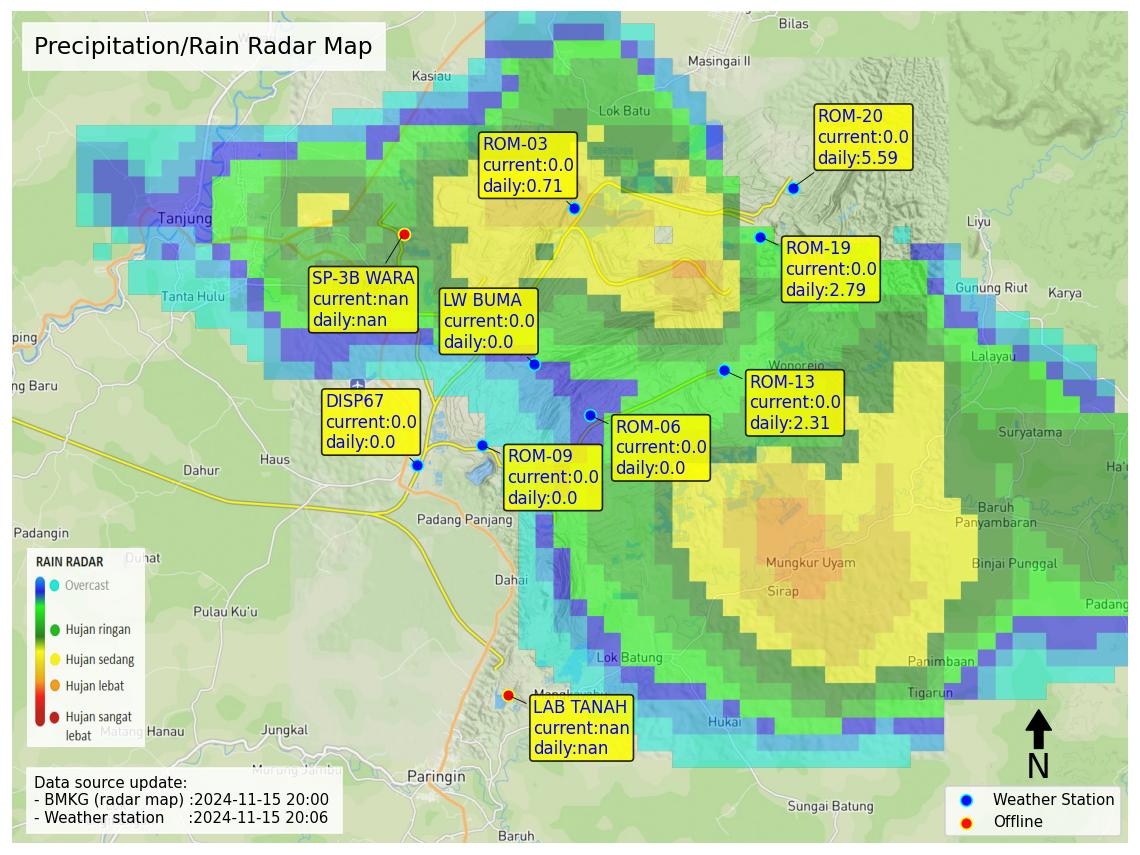 Precipitation/Rain Radar Map
Bilas
Masingai II
Kasiau
Lok Batu
ROM-20
current:0.0
daily:5.59
ROM-03
current:0.0
daily:0.71
Tanjung
Liyu
ROM-19
current:0.0
daily:2.79
SP-3B WARA
current:nan
daily:nan
Tanta Hulu
LW BUMA
current:0.0
daily:0.0
Gunung Riut
Karya
ping
Lalayau
Wonorejo
ng Baru
ROM-13
current:0.0
daily:2.31
DISP67
current:0.0
daily:0.0
ROM-06
current:0.0
daily:0.0
Suryatama
ROM-09
current:0.0
daily:0.0
Haus
Dahur
Ha'u
Baruh
Panyambaran
Padang Panjang
Padangin
Duhat
Mungkur Uyam
Binjai Punggal
Dahai
Sirap
Padang
Pulau Ku'u
RAIN RADAR
Overcast
Hujan ringan
Hujan sedang
Hujan lebat
Hujan sangat
lebat
Lok Batung
Panimbaan
Tigarun
LAB TANAH
current:nan
daily:nan
Hukai
Matang Hanau
Jungkal
Murung Jambu
Paringin
N
Data source update:
- BMKG (radar map) :2024-11-15 20:00
- Weather station :2024-11-15 20:06
Sungai Batung
Baruh
Weather Station
Offline